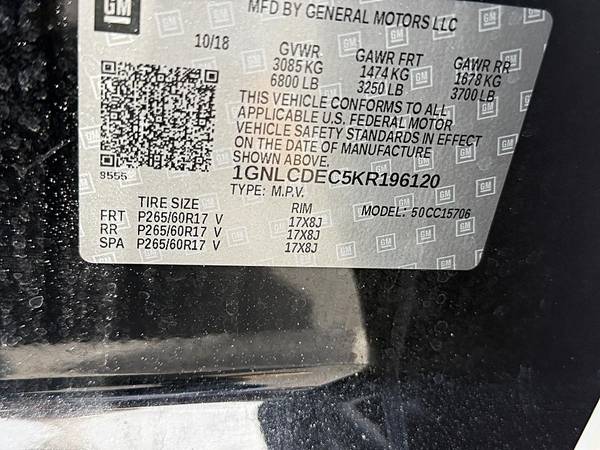 GM
MFD BY GENERAL MOTORS LLC
10/18 GVWR GAWR FRT GAWR RR
3085 KG 1474 KG 1678 KG
6800 LB 3250 LB 3700 LB
THIS VEHICLE CONFORMS TO ALL
APPLICABLE U.S. FEDERAL MOTOR
VEHICLE SAFETY STANDARDS IN EFFECT
ON THE DATE OF MANUFACTURE
SHOWN ABOVE.
9555 1GNLCDEC5KR196120
TYPE: M.P.V.
TIRE SIZE RIM MODEL: 50CC15706
FRT P265/60R17 V 17X8J
RR P265/60R17 V 17X8J
SPA P265/60R17 V 17X8J